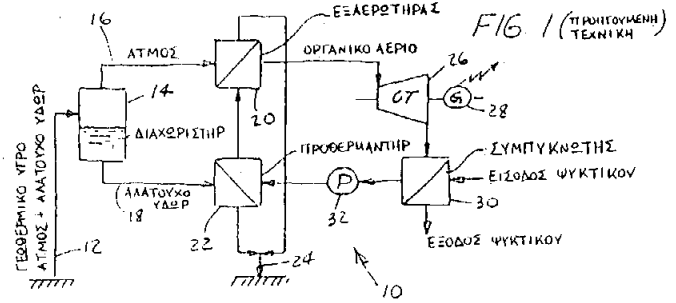 FIG. 1 (ΠΡΟΗΓΟΥΜΕΝΗ
ΤΕΧΝΙΚΗ)
16
ΑΤΜΟΣ
ΕΞΑΕΡΩΤΗΡΑΣ
ΟΡΓΑΝΙΚΟ ΑΕΡΙΟ
26
14
20
GT
G
28
ΔΙΑΧΩΡΙΣΤΗΡ
ΠΡΟΘΕΡΜΑΝΤΗΡ
ΣΥΜΠΥΚΝΩΤΗΣ
ΕΙΣΟΔΟΣ ΨΥΚΤΙΚΟΥ
P
ΑΛΑΤΟΥΧΟ
ΥΔΩΡ
18
22
32
30
ΓΕΩΘΕΡΜΙΚΟ ΥΓΡΟ
ΑΤΜΟΣ + ΑΛΑΤΟΥΧΟ ΥΔΩΡ
12
ΕΞΟΔΟΣ ΨΥΚΤΙΚΟΥ
24
10